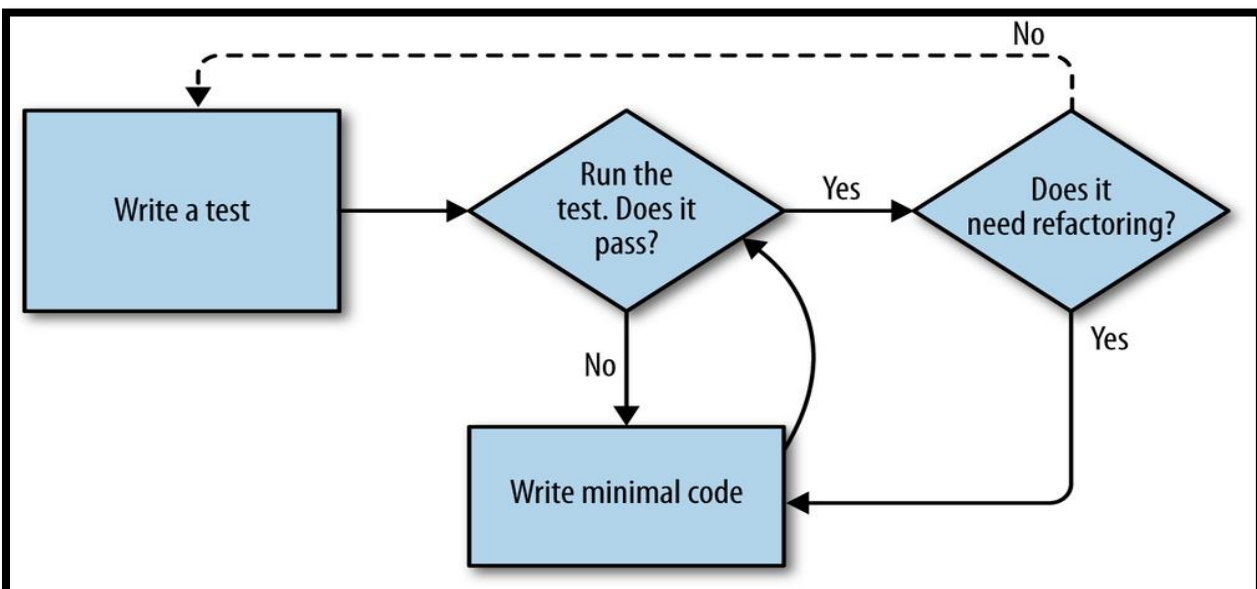 No
Write a test
Run the
test. Does it
pass?
Yes
Does it
need refactoring?
No
Yes
Write minimal code